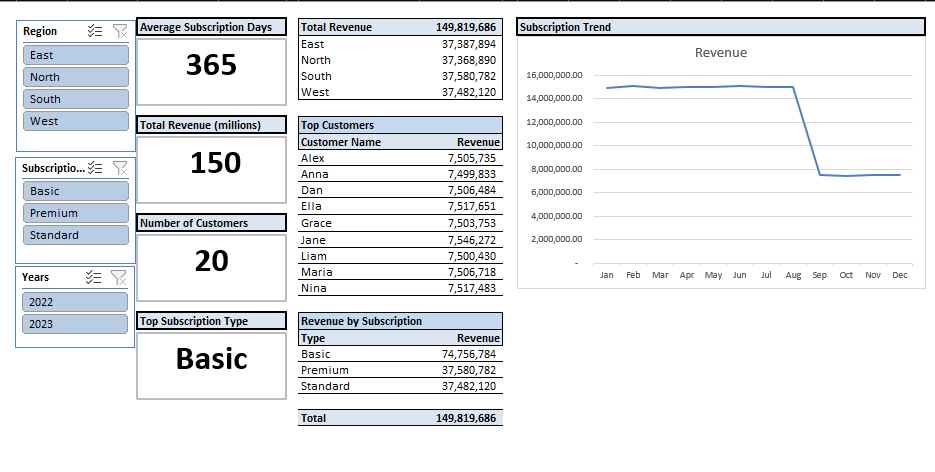 Region
East
North
South
West
Subscriptio...
Basic
Premium
Standard
Years
2022
2023
Average Subscription Days
365
Total Revenue (millions)
150
Number of Customers
20
Top Subscription Type
Basic
Total Revenue 149,819,686
East 37,387,894
North 37,368,890
South 37,580,782
West 37,482,120
Top Customers
Customer Name Revenue
Alex 7,505,735
Anna 7,499,833
Dan 7,506,484
Ella 7,517,651
Grace 7,503,753
Jane 7,546,272
Liam 7,500,430
Maria 7,506,718
Nina 7,517,483
Revenue by Subscription
Type Revenue
Basic 74,756,784
Premium 37,580,782
Standard 37,482,120
Total 149,819,686
Subscription Trend
Revenue
16,000,000.00
14,000,000.00
12,000,000.00
10,000,000.00
8,000,000.00
6,000,000.00
4,000,000.00
2,000,000.00
-
Jan Feb Mar Apr May Jun Jul Aug Sep Oct Nov Dec